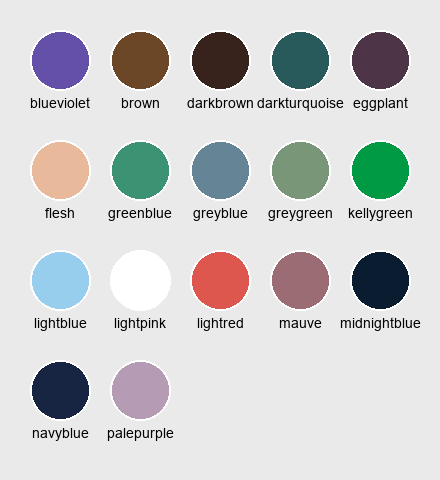 blueviolet brown darkbrown darkturquoise eggplant
flesh greenblue greyblue greygreen kellygreen
lightblue lightpink lightred mauve midnightblue
navyblue palepurple